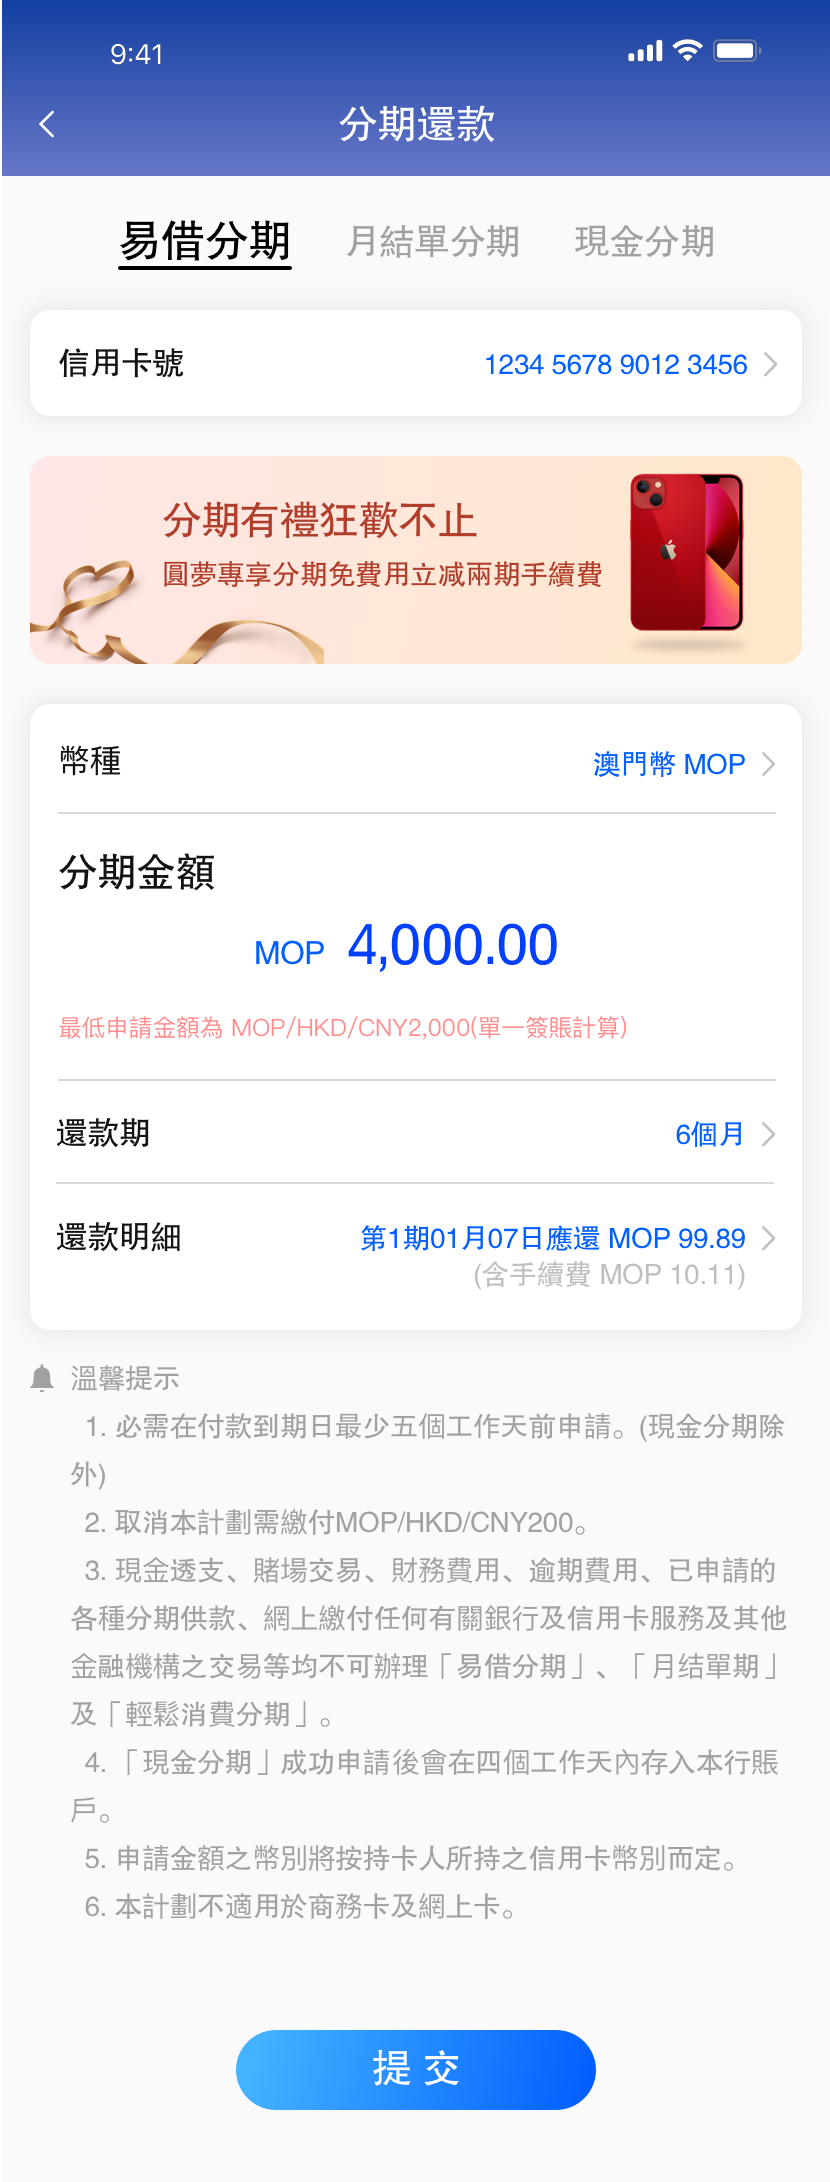 9:41
分期還款
易借分期 月結單分期 現金分期
信用卡號 1234 5678 9012 3456
分期有禮狂歡不止
圓夢專享分期免費用立减兩期手續費
幣種 澳門幣 MOP
分期金額
MOP 4,000.00
最低申請金額為 MOP/HKD/CNY2,000(單一簽賬計算)
還款期 6個月
還款明細 第1期01月07日應還 MOP 99.89
(含手續費 MOP 10.11)
溫馨提示
1. 必需在付款到期日最少五個工作天前申請。(現金分期除
外)
2. 取消本計劃需繳付MOP/HKD/CNY200。
3. 現金透支、賭場交易、財務費用、逾期費用、已申請的
各種分期供款、網上繳付任何有關銀行及信用卡服務及其他
金融機構之交易等均不可辦理「易借分期」、「月结單期」
及「輕鬆消費分期」。
4. 「現金分期」成功申請後會在四個工作天內存入本行賬
戶。
5. 申請金額之幣別將按持卡人所持之信用卡幣別而定。
6. 本計劃不適用於商務卡及網上卡。
提 交